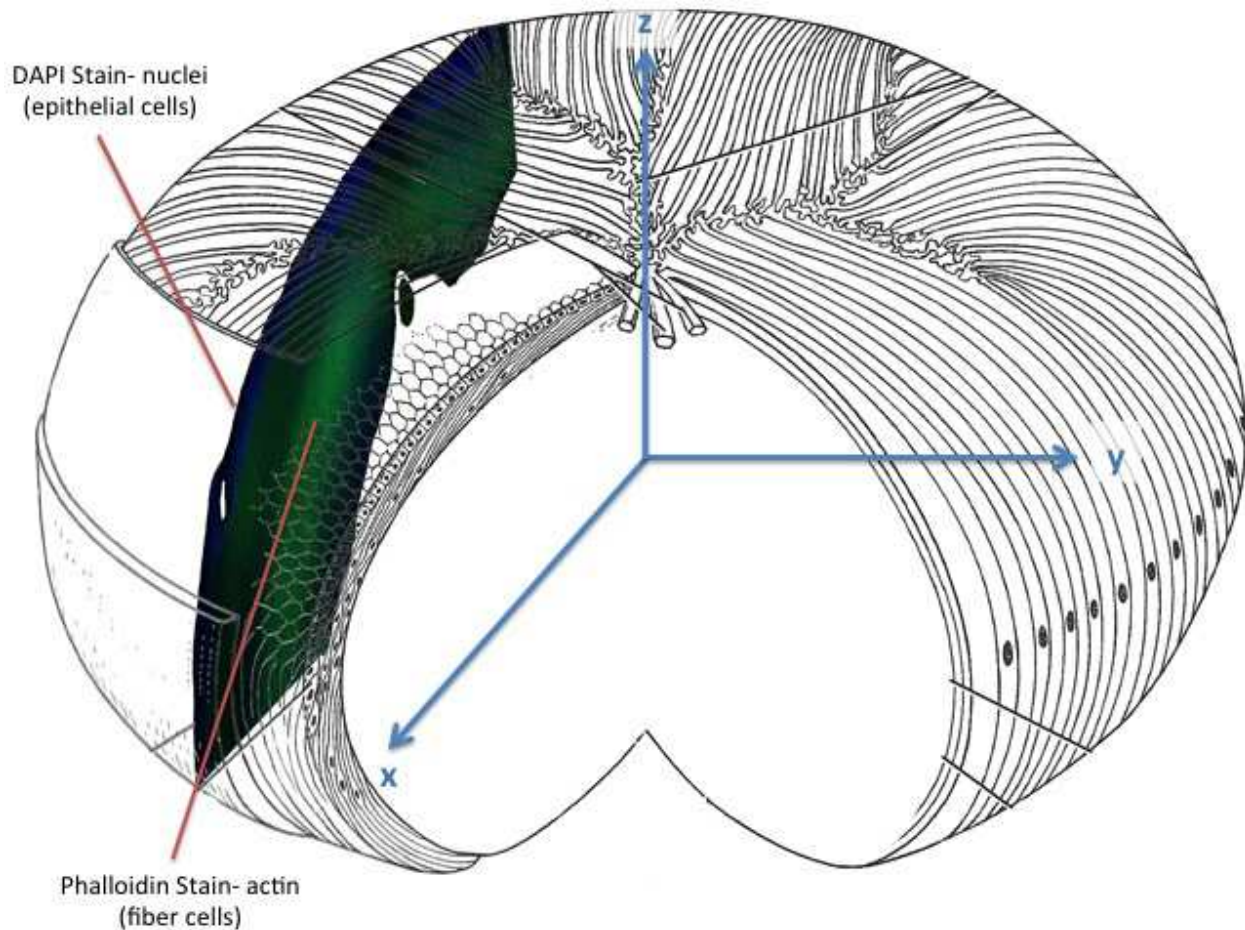 z
DAPI Stain- nuclei
(epithelial cells)
y
x
Phalloidin Stain- actin
(fiber cells)